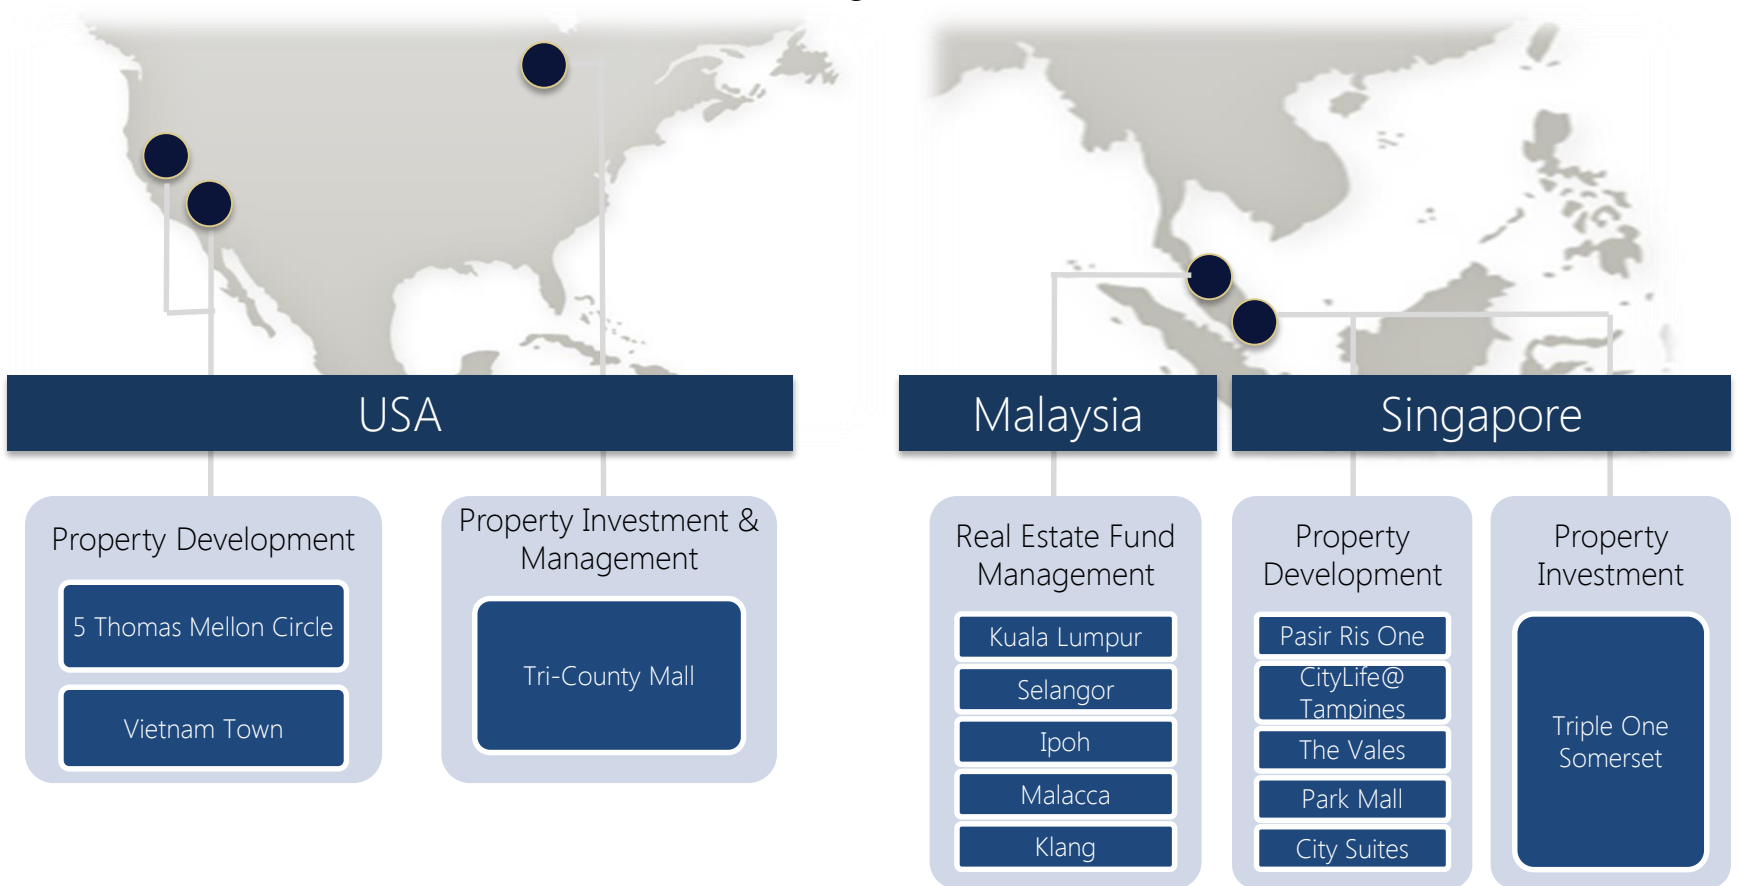 USA
Malaysia
Singapore
Property Development
5 Thomas Mellon Circle
Vietnam Town
Property Investment &
Management
Tri-County Mall
Real Estate Fund
Management
Kuala Lumpur
Selangor
Ipoh
Malacca
Klang
Property
Development
Pasir Ris One
CityLife@
Tampines
The Vales
Park Mall
City Suites
Property
Investment
Triple One
Somerset